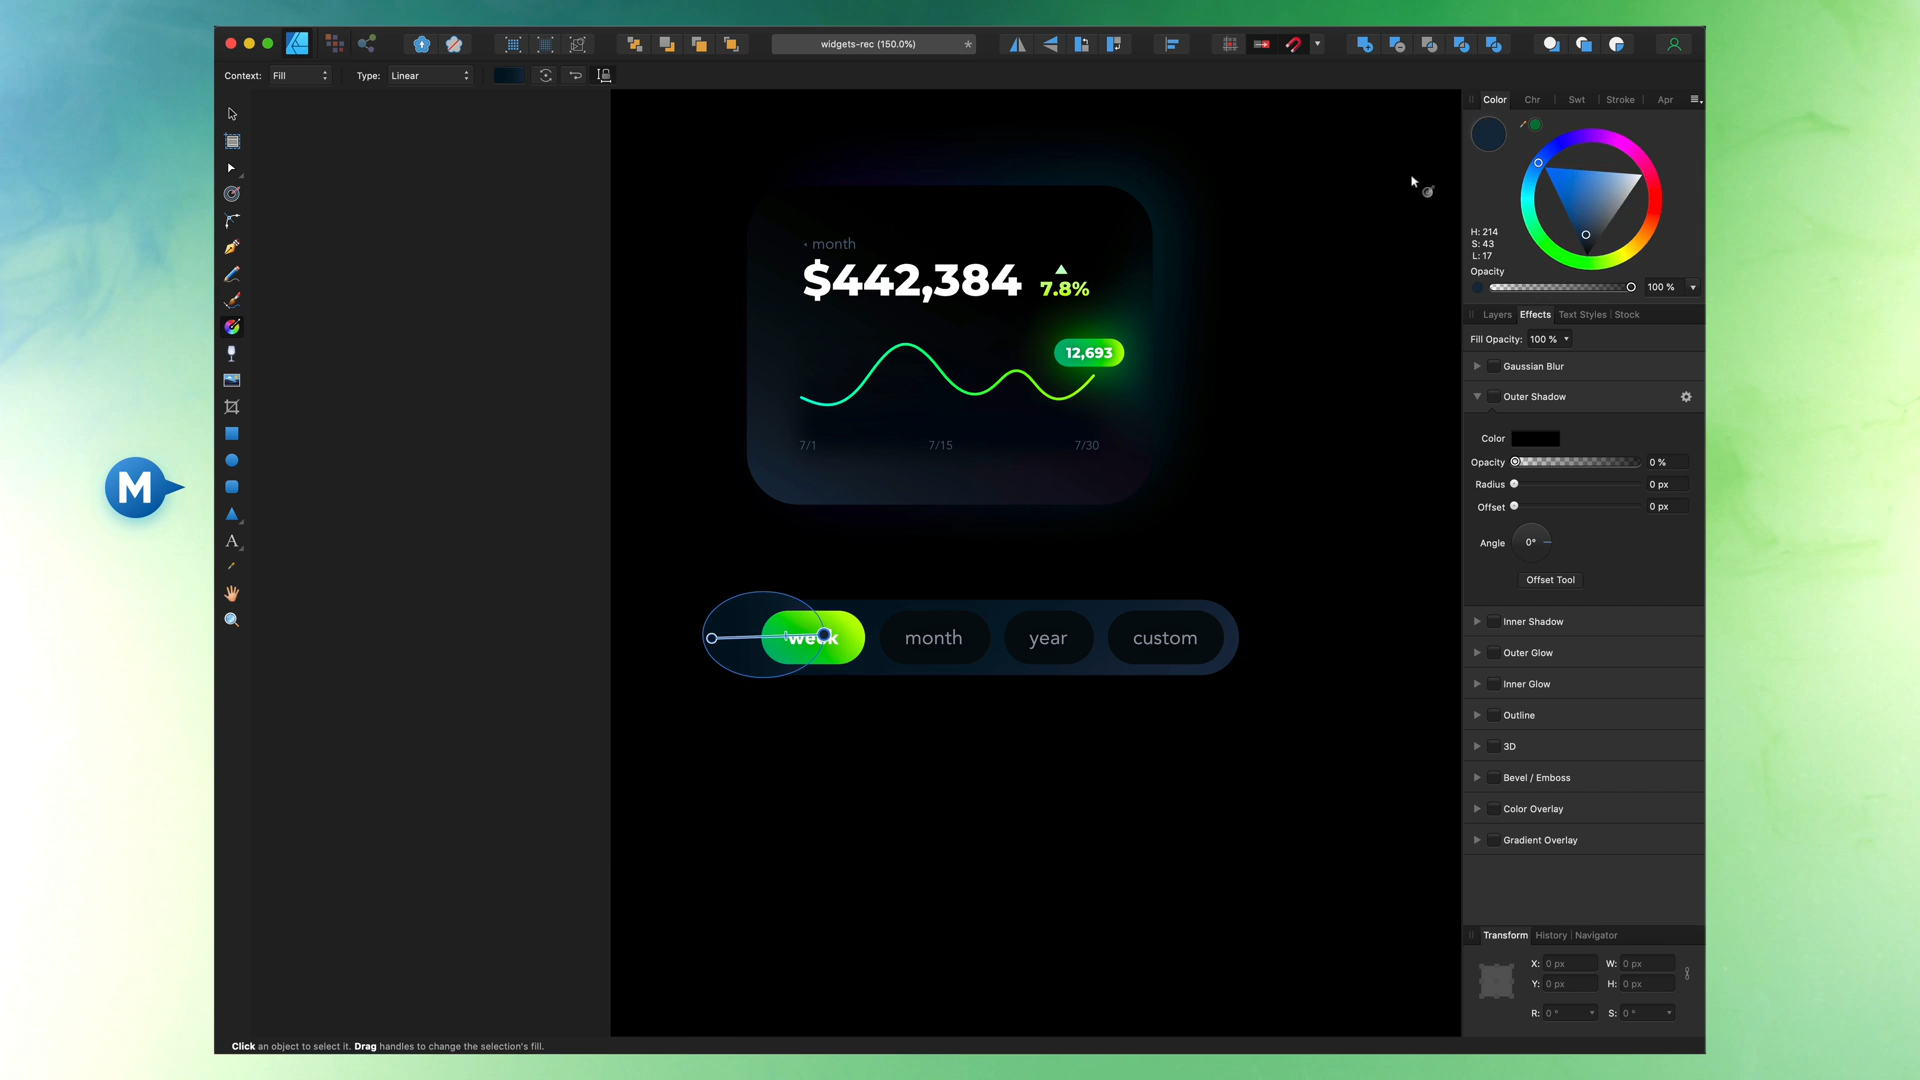 widgets-rec (150.0%)
*
Context: Fill
Type: Linear
M
Color Chr Swt Stroke Apr
H: 214
S: 43
L: 17
Opacity
100 %
Layers Effects Text Styles Stock
Fill Opacity: 100 %
Gaussian Blur
Outer Shadow
Color
Opacity 0 %
Radius 0 px
Offset 0 px
Angle 0°
Offset Tool
Inner Shadow
Outer Glow
Inner Glow
Outline
3D
Bevel / Emboss
Color Overlay
Gradient Overlay
Transform History Navigator
X: 0 px W: 0 px
Y: 0 px H: 0 px
R: 0 ° S: 0 °
month
$442,384
7.8%
12,693
7/1 7/15 7/30
week month year custom
A
Click an object to select it. Drag handles to change the selection's fill.